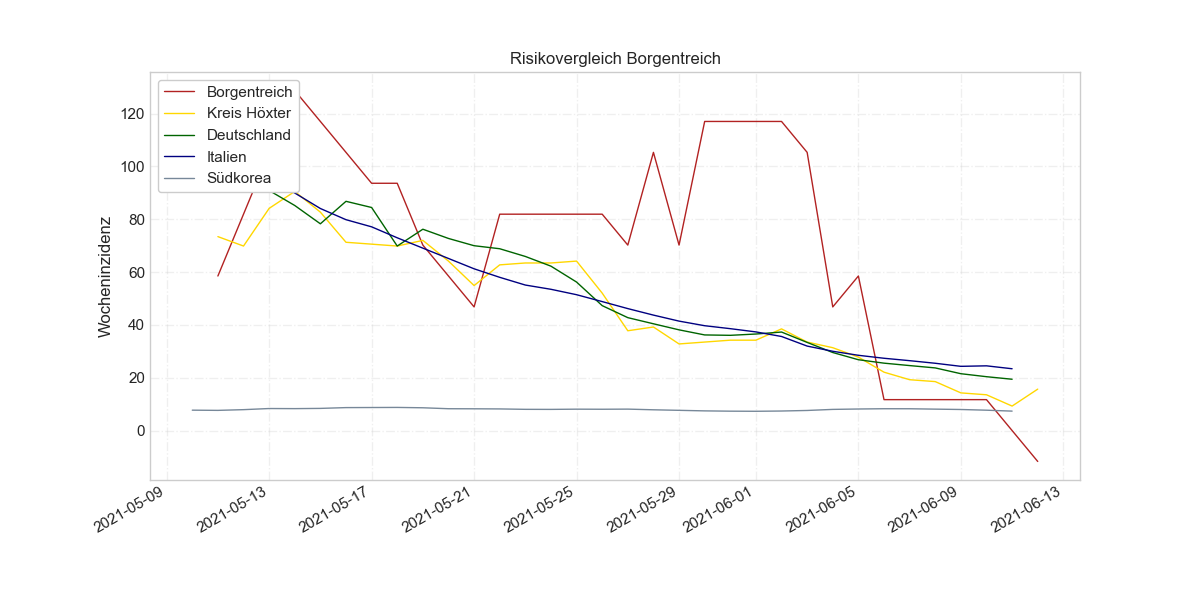 Risikovergleich Borgentreich
Borgentreich
Kreis Höxter
Deutschland
Italien
Südkorea
Wocheninzidenz
120
100
80
60
40
20
0
2021-05-09
2021-05-13
2021-05-17
2021-05-21
2021-05-25
2021-05-29
2021-06-01
2021-06-05
2021-06-09
2021-06-13